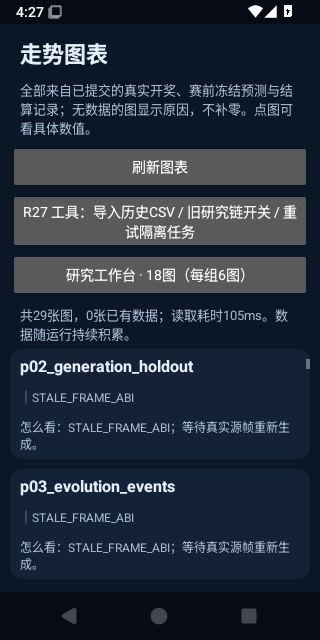 4:27
走势图表
全部来自已提交的真实开奖、赛前冻结预测与结
算记录；无数据的图显示原因，不补零。点图可
看具体数值。
刷新图表
R27 工具：导入历史CSV / 旧研究链开关 / 重
试隔离任务
研究工作台 · 18图（每组6图）
共29张图，0张已有数据；读取耗时105ms。数
据随运行持续积累。
p02_generation_holdout
STALE_FRAME_ABI
怎么看：STALE_FRAME_ABI；等待真实源帧重新生
成。
p03_evolution_events
STALE_FRAME_ABI
怎么看：STALE_FRAME_ABI；等待真实源帧重新生
成。